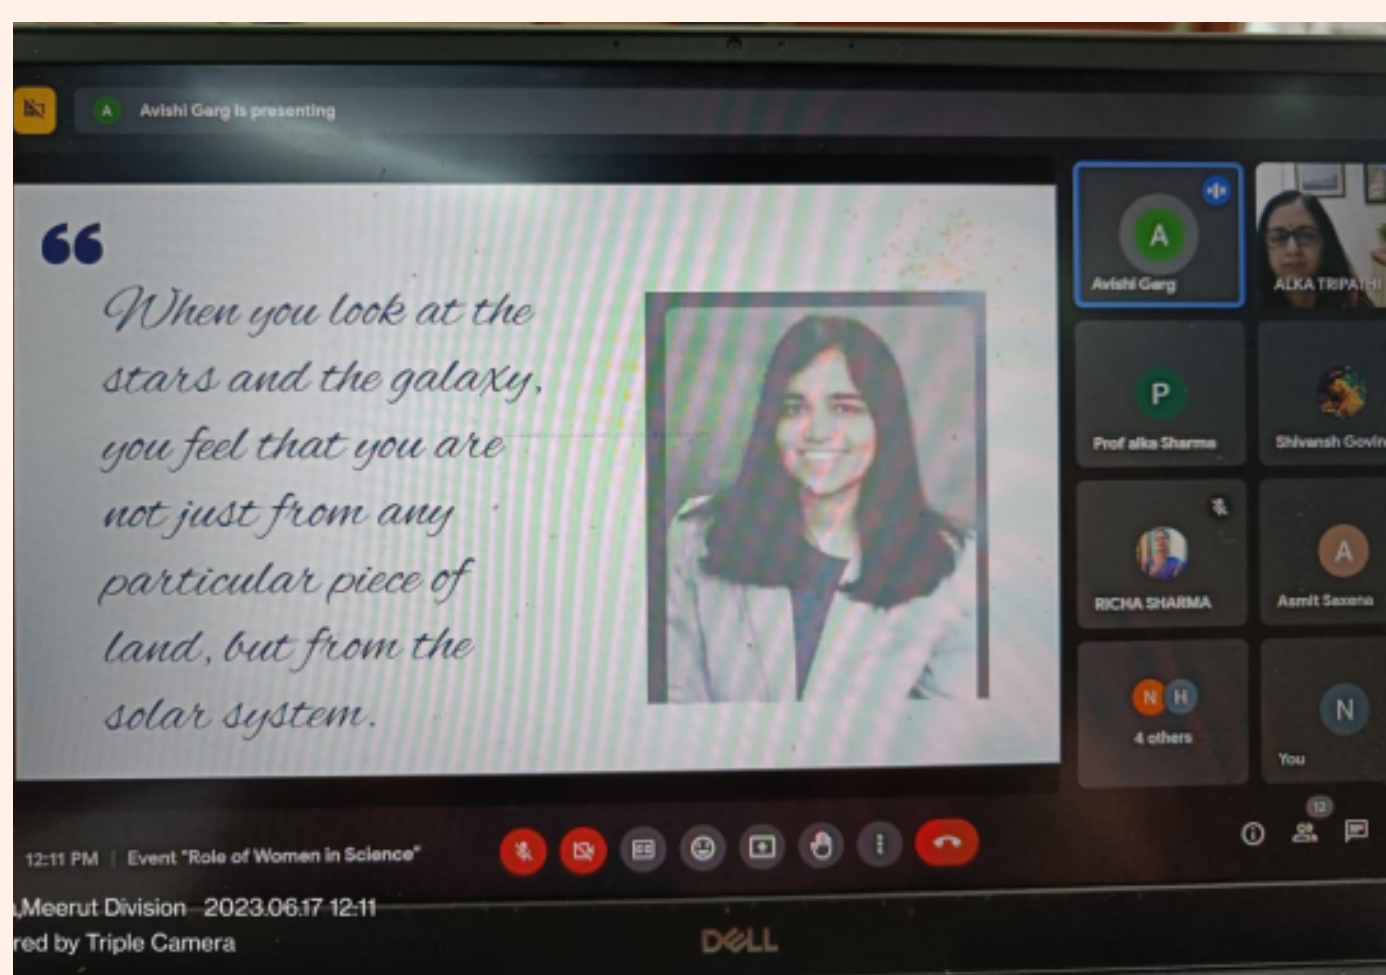 A Avishi Garg is presenting
“
When you look at the
stars and the galaxy,
you feel that you are
not just from any
particular piece of
land, but from the
solar system.
A
Avishi Garg
ALKA TRIPATHI
P
Prof alka Sharma
Shivansh Govin
RICHA SHARMA
A
Asmit Saxena
N H
4 others
N
You
12:11 PM | Event "Role of Women in Science"
12
,Meerut Division 2023.06.17 12:11
red by Triple Camera
DELL